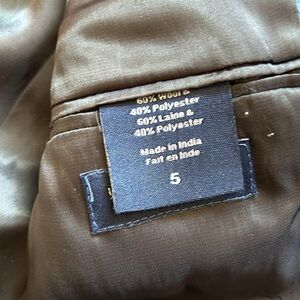 60% Wool &
40% Polyester
60% Laine &
40% Polyester
Made in India
Fait en Inde
5